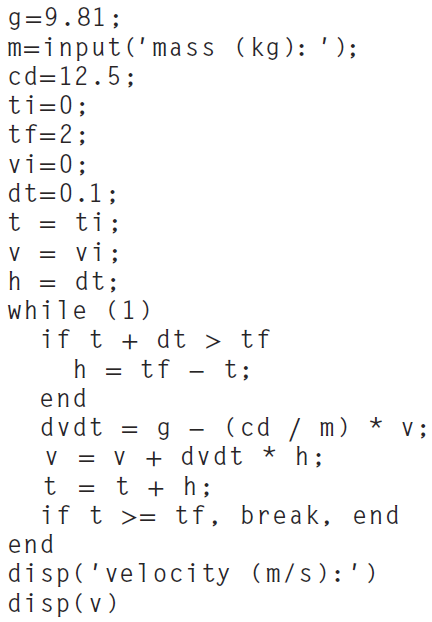 g=9.81;
m=input('mass (kg): ');
cd=12.5;
ti=0;
tf=2;
vi=0;
dt=0.1;
t = ti;
v = vi;
h = dt;
while (1)
  if t + dt > tf
    h = tf − t;
  end
  dvdt = g − (cd / m) * v;
  v = v + dvdt * h;
  t = t + h;
  if t >= tf, break, end
end
disp('velocity (m/s):')
disp(v)